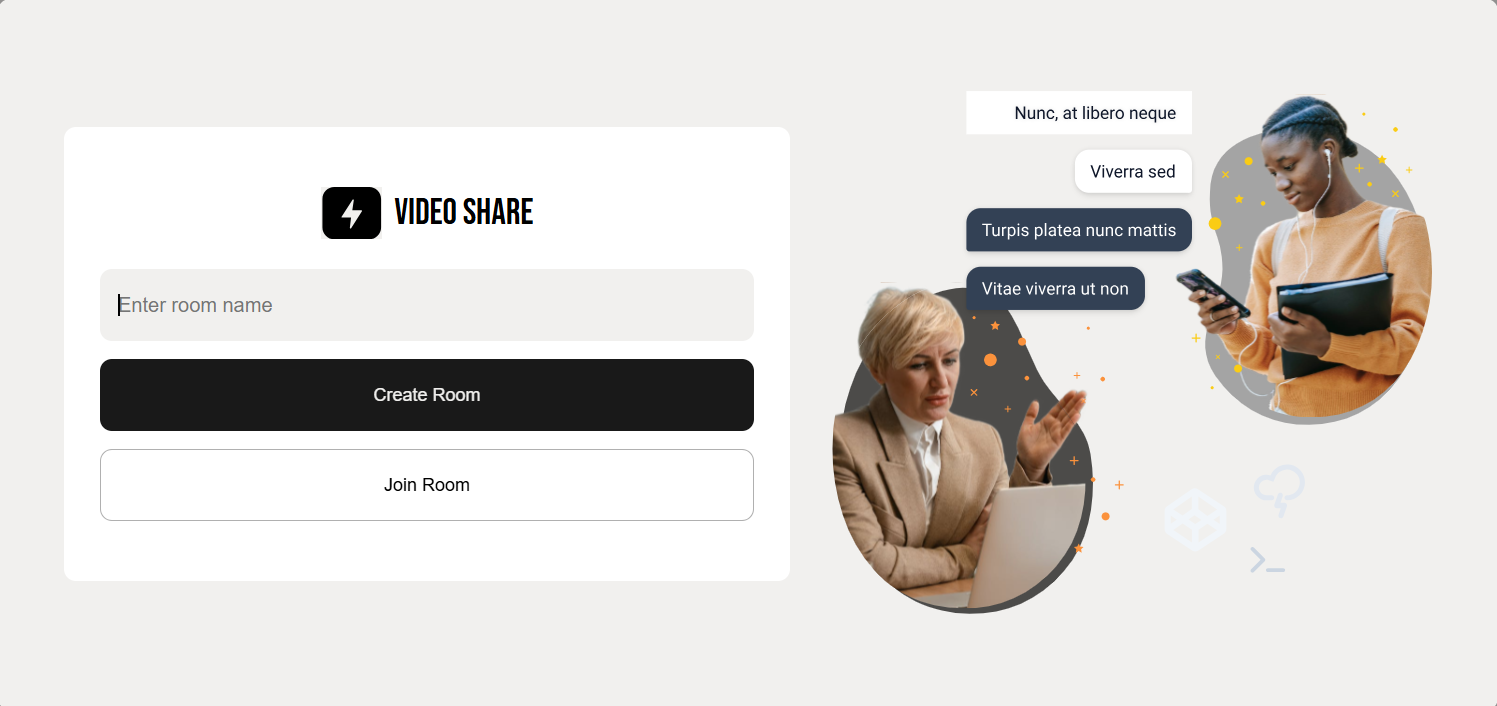 VIDEO SHARE
Enter room name
Create Room
Join Room
Nunc, at libero neque
Viverra sed
Turpis platea nunc mattis
Vitae viverra ut non